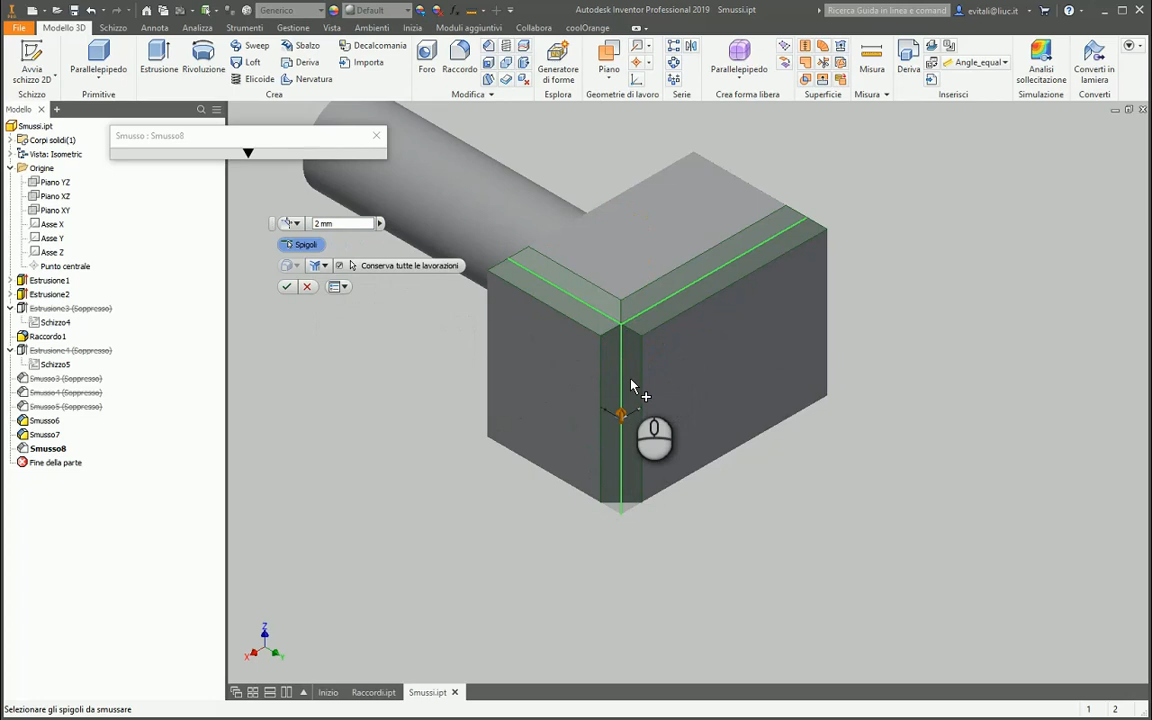 Generico
Default
Autodesk Inventor Professional 2019 Smussi.ipt
Ricerca Guida in linea e comand
evitali@liuc.it
File Modello 3D Schizzo Annota Analizza Strumenti Gestione Vista Ambienti Inizia Moduli aggiuntivi Collabora coolOrange
Avvia schizzo 2D
Parallelepipedo
Estrusione
Rivoluzione
Sweep
Loft
Elicoide
Sbalzo
Deriva
Nervatura
Decalcomania
Importa
Foro
Raccordo
Generatore di forme
Piano
Parallelepipedo
Misura
Deriva
Angle_equal
Analisi sollecitazione
Converti in lamiera
Schizzo Primitive Crea Modifica Esplora Geometrie di lavoro Serie Crea forma libera Superficie Misura Inserisci Simulazione Converti
Modello
Smussi.ipt
Corpi solidi(1)
Vista: Isometric
Origine
Piano YZ
Piano XZ
Piano XY
Asse X
Asse Y
Asse Z
Punto centrale
Estrusione1
Estrusione2
Estrusione3 (Soppresso)
Schizzo4
Raccordo1
Estrusione4 (Soppresso)
Schizzo5
Smusso3 (Soppresso)
Smusso4 (Soppresso)
Smusso5 (Soppresso)
Smusso6
Smusso7
Smusso8
Fine della parte
Smusso : Smusso8
2 mm
Spigoli
Conserva tutte le lavorazioni
Z
X
Y
Inizio Raccordi.ipt Smussi.ipt
Selezionare gli spigoli da smussare
1 2